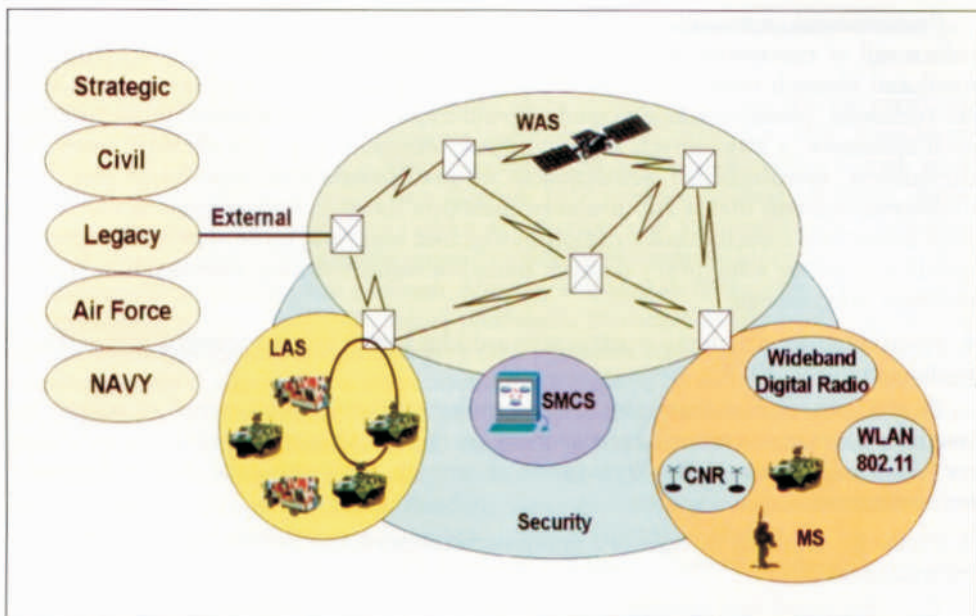 Strategic
Civil
Legacy
Air Force
NAVY
External
WAS
LAS
SMCS
Security
Wideband
Digital Radio
WLAN
802.11
CNR
MS